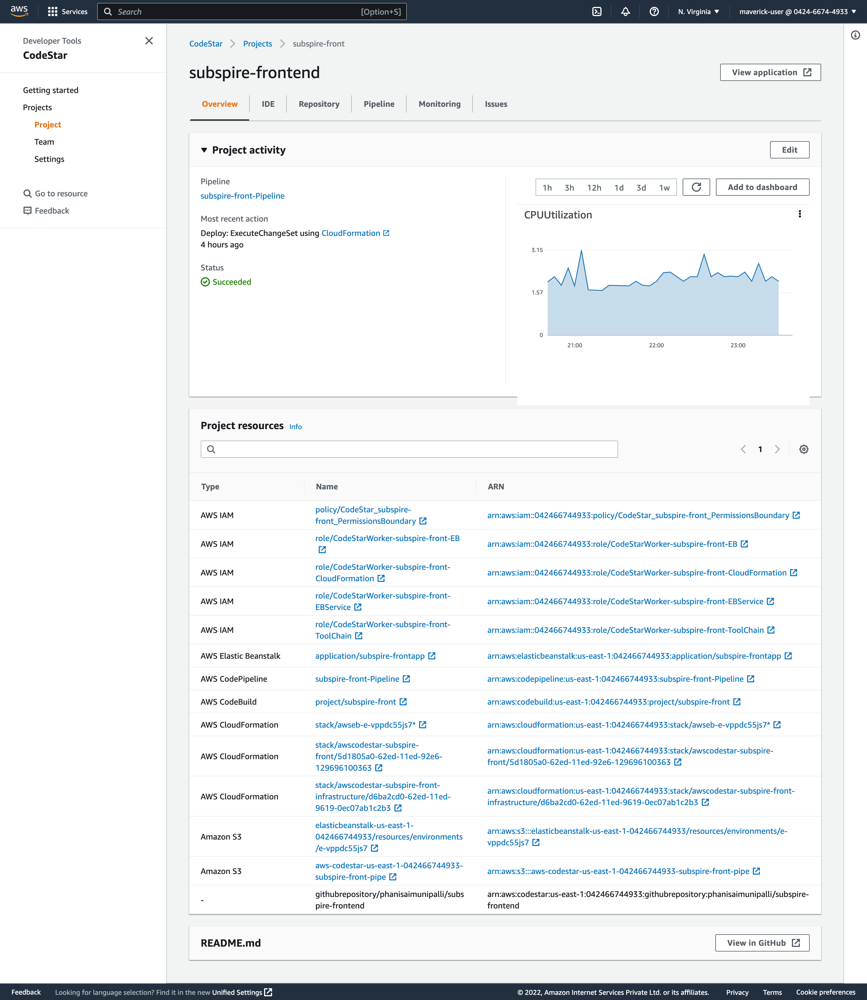 aws
Services
Search
[Option+S]
N. Virginia
maverick-user @ 0424-6674-4933
Developer Tools
CodeStar
Getting started
Projects
Project
Team
Settings
Go to resource
Feedback
CodeStar
Projects
subspire-front
subspire-frontend
View application
Overview
IDE
Repository
Pipeline
Monitoring
Issues
Project activity
Edit
Pipeline
subspire-front-Pipeline
Most recent action
Deploy: ExecuteChangeSet using CloudFormation
4 hours ago
Status
Succeeded
1h 3h 12h 1d 3d 1w
Add to dashboard
CPUUtilization
3.15
1.57
0
21:00
22:00
23:00
Project resources Info
1
Type
Name
ARN
AWS IAM
policy/CodeStar_subspire-
front_PermissionsBoundary
arn:aws:iam::042466744933:policy/CodeStar_subspire-front_PermissionsBoundary
AWS IAM
role/CodeStarWorker-subspire-front-EB
arn:aws:iam::042466744933:role/CodeStarWorker-subspire-front-EB
AWS IAM
role/CodeStarWorker-subspire-front-
CloudFormation
arn:aws:iam::042466744933:role/CodeStarWorker-subspire-front-CloudFormation
AWS IAM
role/CodeStarWorker-subspire-front-
EBService
arn:aws:iam::042466744933:role/CodeStarWorker-subspire-front-EBService
AWS IAM
role/CodeStarWorker-subspire-front-
ToolChain
arn:aws:iam::042466744933:role/CodeStarWorker-subspire-front-ToolChain
AWS Elastic Beanstalk
application/subspire-frontapp
arn:aws:elasticbeanstalk:us-east-1:042466744933:application/subspire-frontapp
AWS CodePipeline
subspire-front-Pipeline
arn:aws:codepipeline:us-east-1:042466744933:subspire-front-Pipeline
AWS CodeBuild
project/subspire-front
arn:aws:codebuild:us-east-1:042466744933:project/subspire-front
AWS CloudFormation
stack/awseb-e-vppdc55js7*
arn:aws:cloudformation:us-east-1:042466744933:stack/awseb-e-vppdc55js7*
AWS CloudFormation
stack/awscodestar-subspire-
front/5d1805a0-62ed-11ed-92e6-
129696100363
arn:aws:cloudformation:us-east-1:042466744933:stack/awscodestar-subspire-
front/5d1805a0-62ed-11ed-92e6-129696100363
AWS CloudFormation
stack/awscodestar-subspire-front-
infrastructure/d6ba2cd0-62ed-11ed-
9619-0ec07ab1c2b3
arn:aws:cloudformation:us-east-1:042466744933:stack/awscodestar-subspire-front-
infrastructure/d6ba2cd0-62ed-11ed-9619-0ec07ab1c2b3
Amazon S3
elasticbeanstalk-us-east-1-
042466744933/resources/environments
/e-vppdc55js7
arn:aws:s3:::elasticbeanstalk-us-east-1-042466744933/resources/environments/e-
vppdc55js7
Amazon S3
aws-codestar-us-east-1-042466744933-
subspire-front-pipe
arn:aws:s3:::aws-codestar-us-east-1-042466744933-subspire-front-pipe
-
githubrepository/phanisaimunipalli/subs
pire-frontend
arn:aws:codestar:us-east-1:042466744933:githubrepository:phanisaimunipalli/subspire-
frontend
README.md
View in GitHub
Feedback
Looking for language selection? Find it in the new Unified Settings
© 2022, Amazon Internet Services Private Ltd. or its affiliates.
Privacy
Terms
Cookie preferences